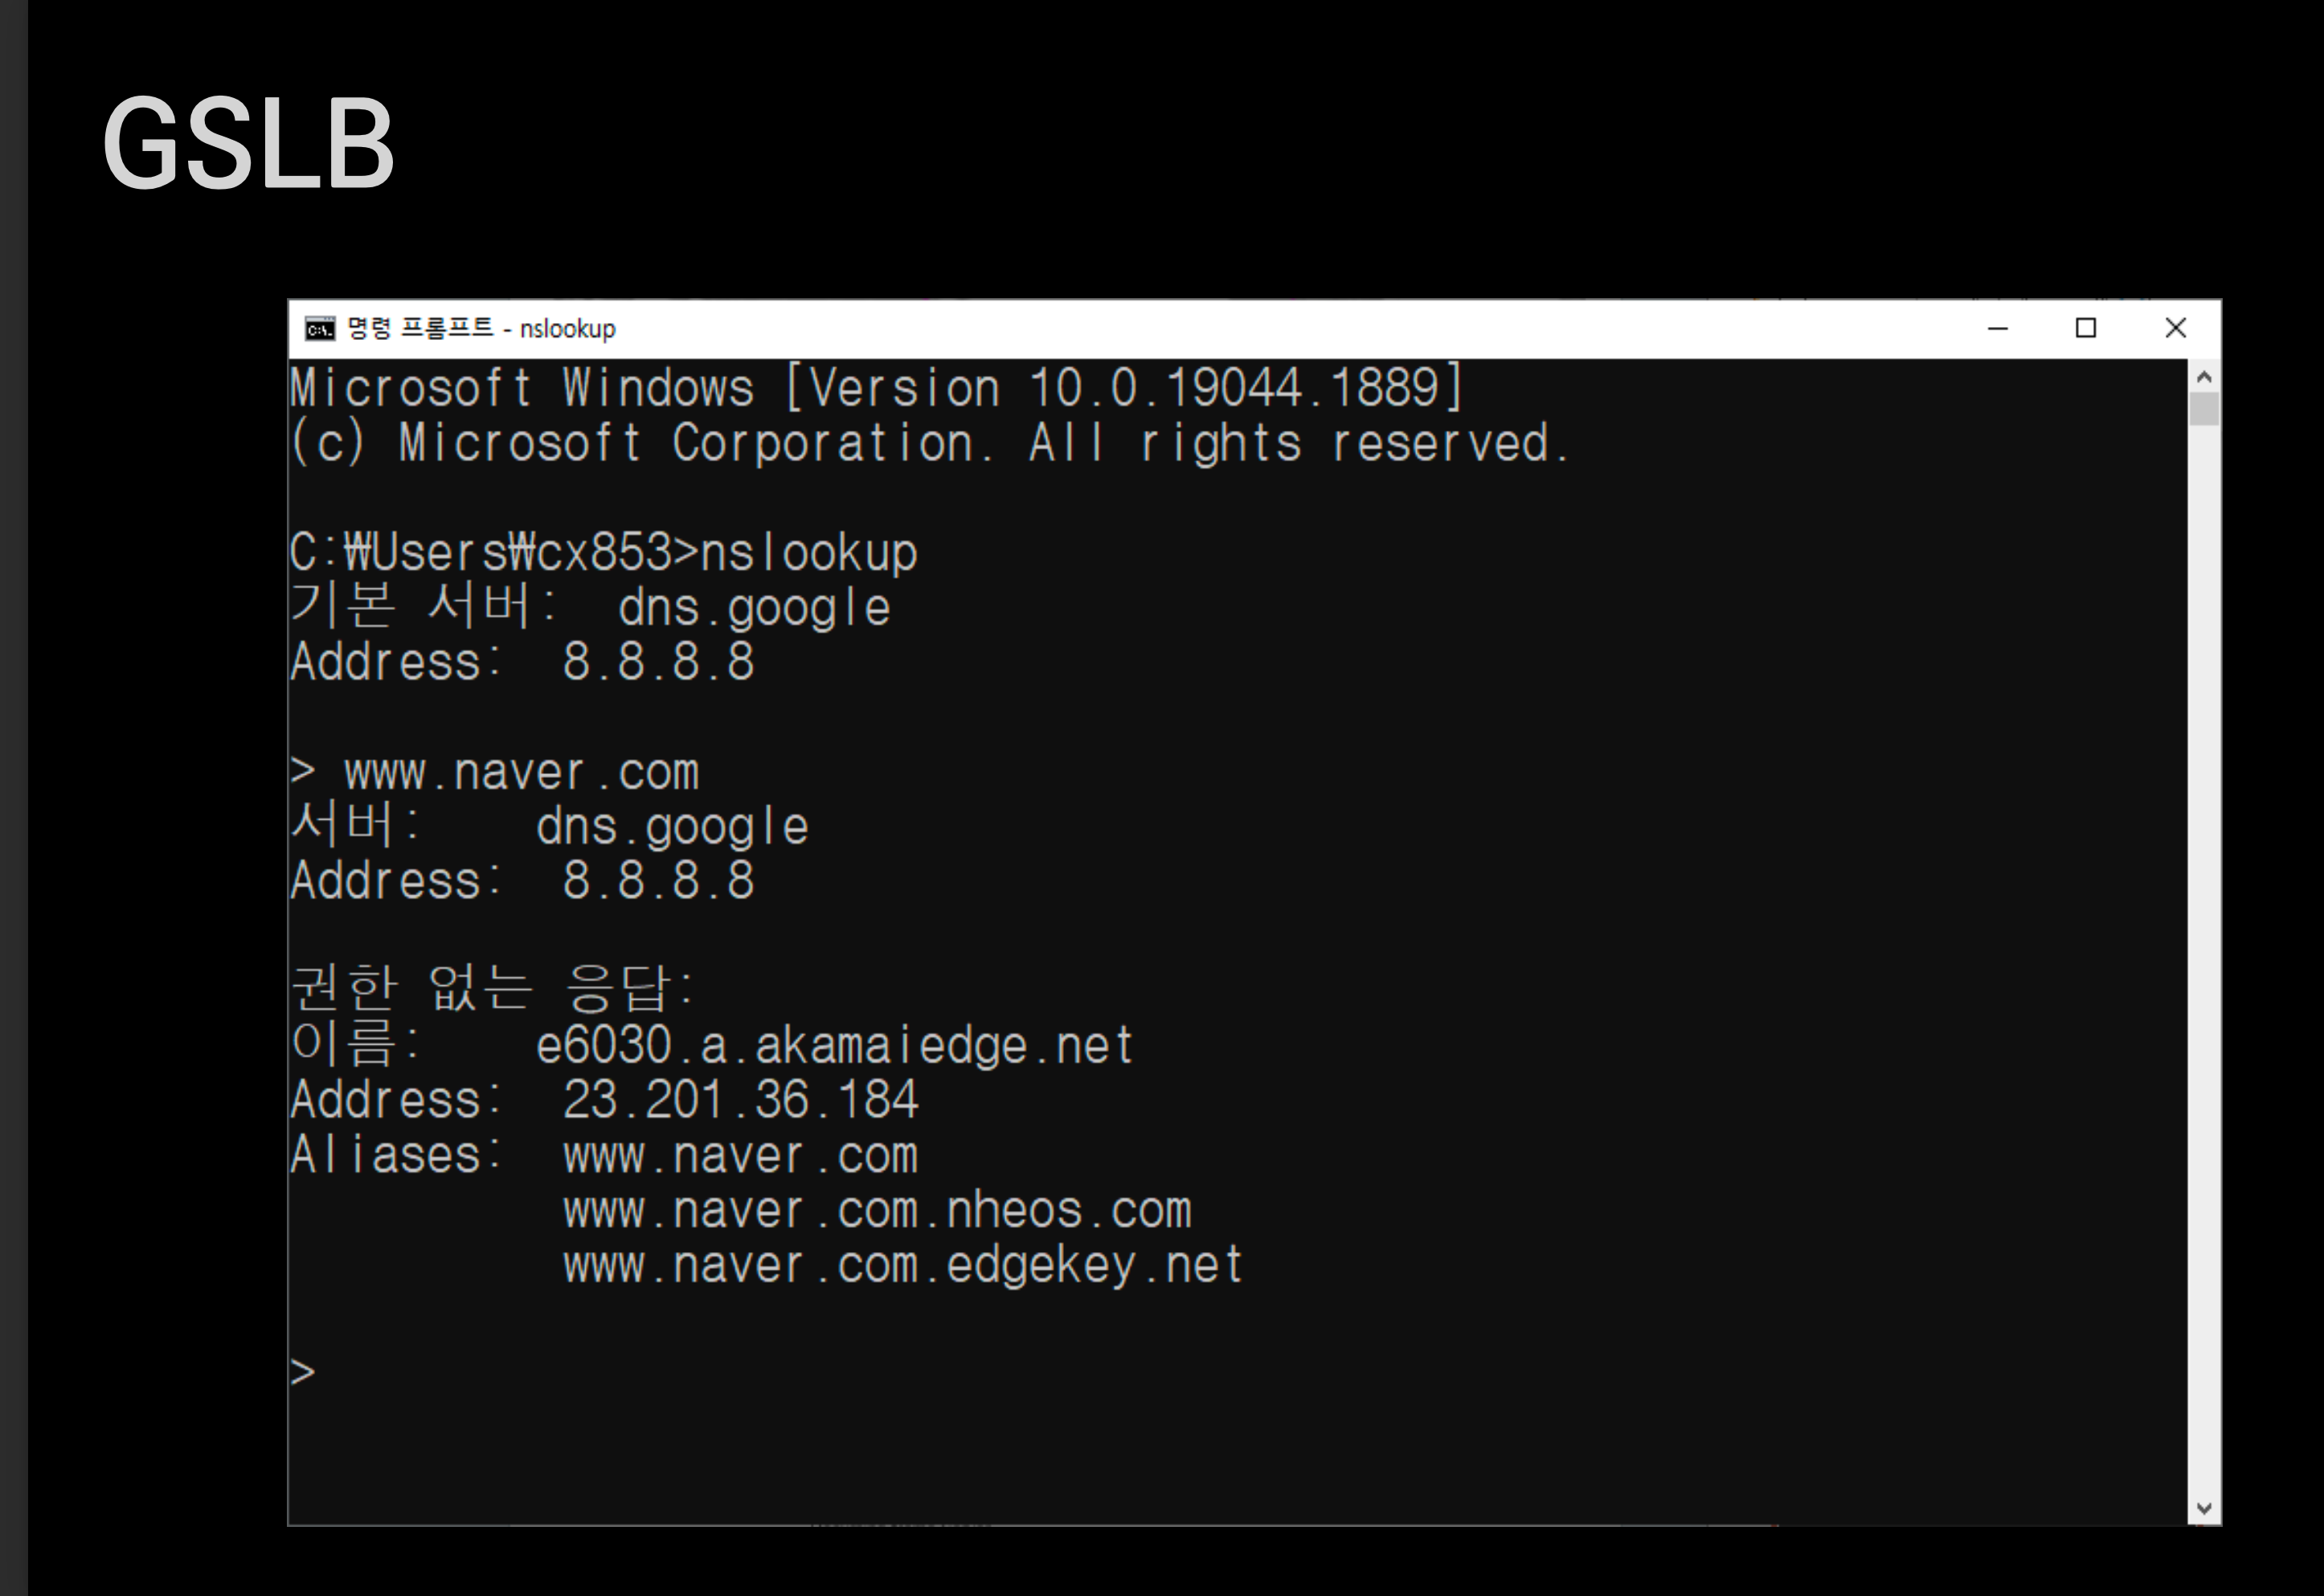 GSLB
명령 프롬프트 - nslookup
Microsoft Windows [Version 10.0.19044.1889]
(c) Microsoft Corporation. All rights reserved.
C:₩Users₩cx853>nslookup
기본 서버:  dns.google
Address:  8.8.8.8
> www.naver.com
서버:    dns.google
Address:  8.8.8.8
권한 없는 응답:
이름:    e6030.a.akamaiedge.net
Address:  23.201.36.184
Aliases:  www.naver.com
www.naver.com.nheos.com
www.naver.com.edgekey.net
>